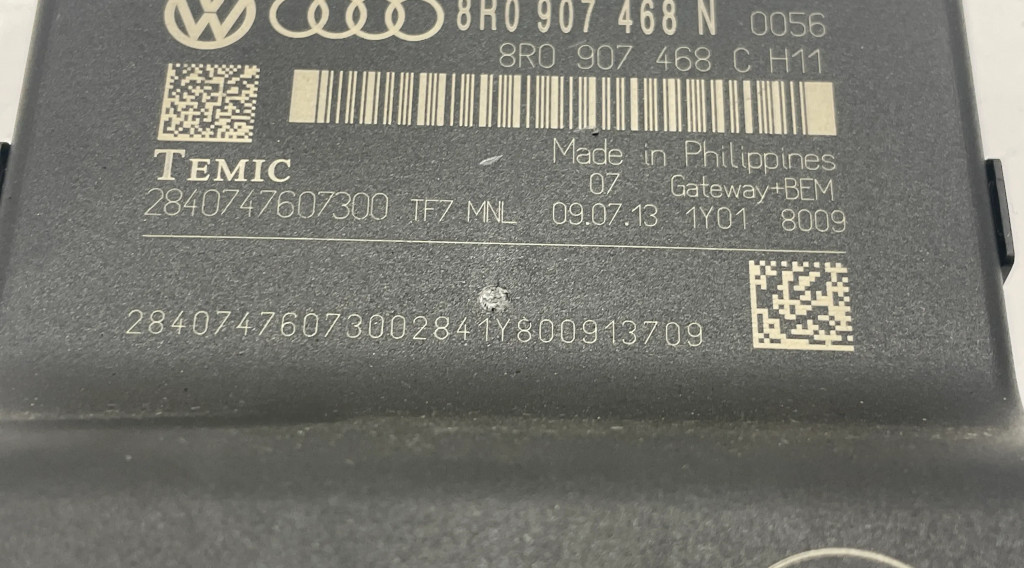 8R0 907 468 N 0056
8R0 907 468 C H11
TEMIC
Made in Philippines
07 Gateway+BEM
2840747607300 TF7 MNL 09.07.13 1Y01 8009
28407476073002841Y800913709